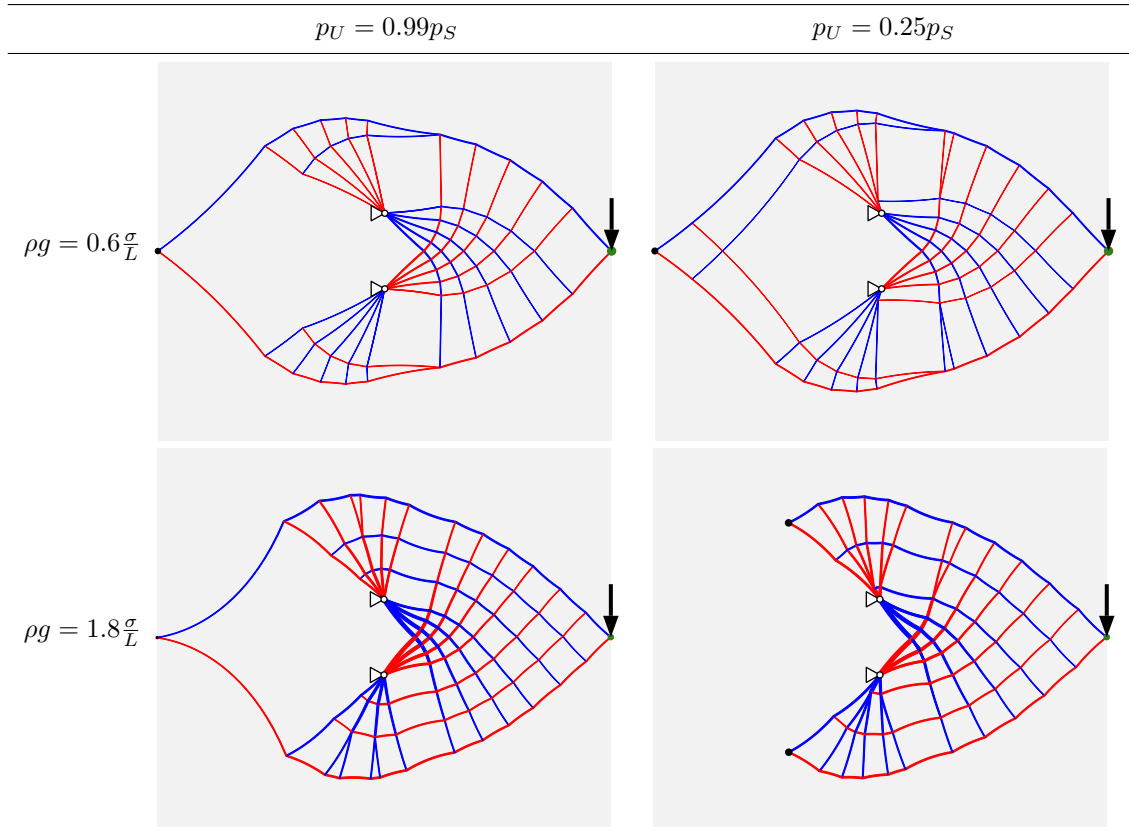 p_U = 0.99p_S
p_U = 0.25p_S
ρg = 0.6 σ/L
ρg = 1.8 σ/L